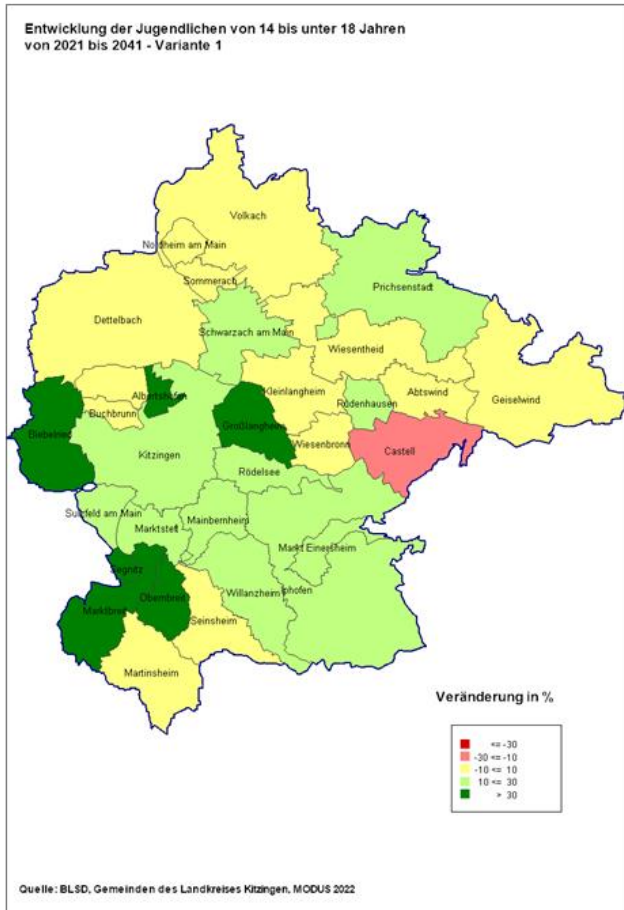 Entwicklung der Jugendlichen von 14 bis unter 18 Jahren
von 2021 bis 2041 - Variante 1
Volkach
Nordheim am Main
Sommerach
Prichsenstadt
Dettelbach
Schwarzach am Main
Wiesentheid
Kleinlangheim
Abtswind
Geiselwind
Albertshofen
Rüdenhausen
Buchbrunn
Großlangheim
Biebelried
Wiesenbronn
Castell
Kitzingen
Rödelsee
Sulzfeld am Main
Mainbernheim
Marktsteft
Markt Einersheim
Segnitz
Willanzheim
Iphofen
Marktbreit
Obernbreit
Seinsheim
Martinsheim
Veränderung in %
<= -30
-30 <= -10
-10 <= 10
10 <= 30
> 30
Quelle: BLSD, Gemeinden des Landkreises Kitzingen, MODUS 2022